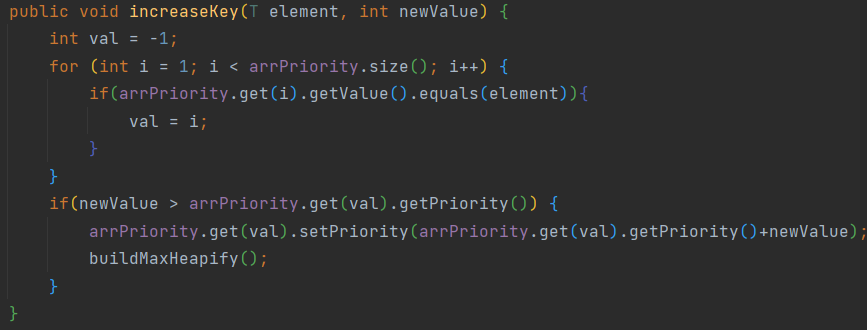 public void increaseKey(T element, int newValue) {
    int val = -1;
    for (int i = 1; i < arrPriority.size(); i++) {
        if(arrPriority.get(i).getValue().equals(element)){
            val = i;
        }
    }
    if(newValue > arrPriority.get(val).getPriority()) {
        arrPriority.get(val).setPriority(arrPriority.get(val).getPriority()+newValue);
        buildMaxHeapify();
    }
}